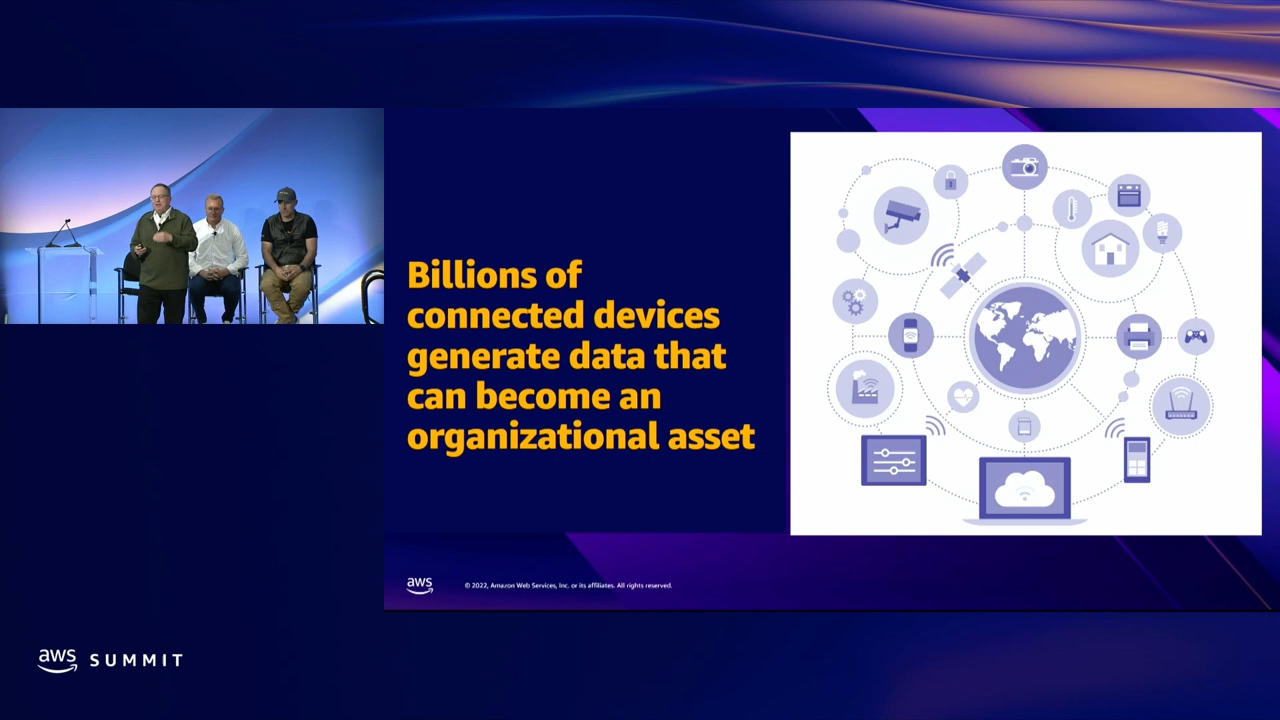 Billions of
connected devices
generate data that
can become an
organizational asset
aws
© 2022, Amazon Web Services, Inc. or its affiliates. All rights reserved.
aws SUMMIT